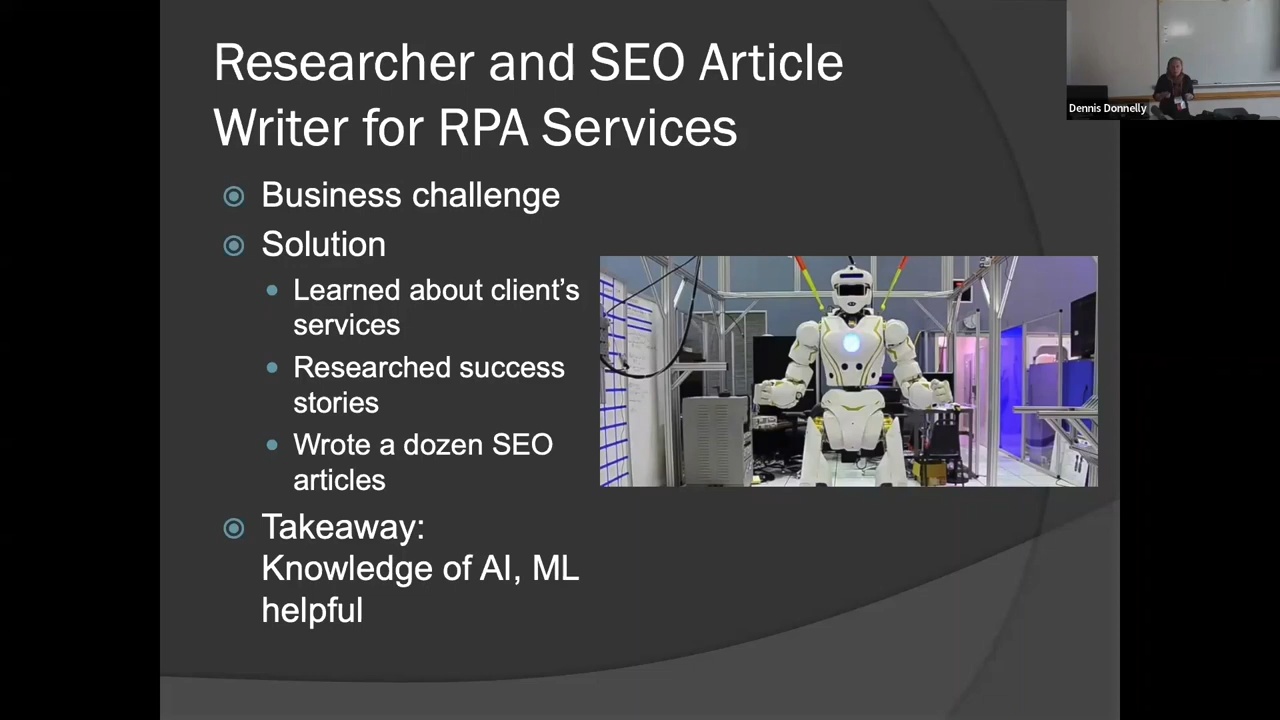 Researcher and SEO Article
Writer for RPA Services
Business challenge
Solution
Learned about client’s
services
Researched success
stories
Wrote a dozen SEO
articles
Takeaway:
Knowledge of AI, ML
helpful
Dennis Donnelly